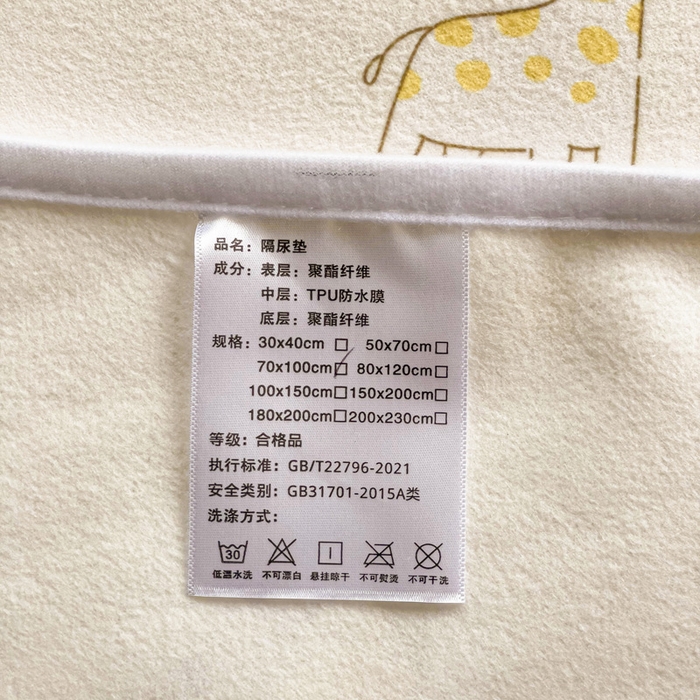 品名：隔尿垫
成分：表层：聚酯纤维
中层：TPU防水膜
底层：聚酯纤维
规格：30x40cm □ 50x70cm□
70x100cm□ 80x120cm□
100x150cm□150x200cm□
180x200cm□200x230cm□
等级：合格品
执行标准：GB/T22796-2021
安全类别：GB31701-2015A类
洗涤方式：
30
低温水洗 不可漂白 悬挂晾干 不可熨烫 不可干洗